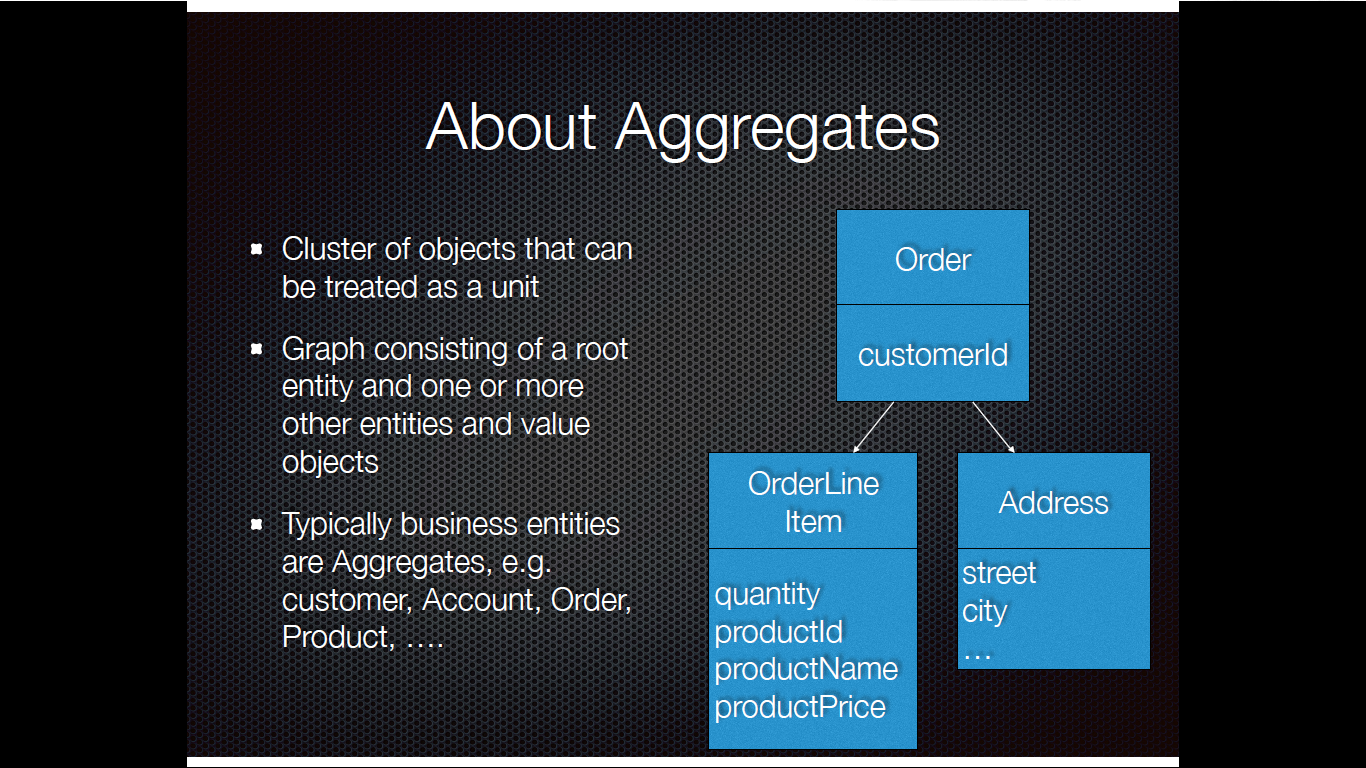 About Aggregates
Cluster of objects that can
be treated as a unit
Graph consisting of a root
entity and one or more
other entities and value
objects
Typically business entities
are Aggregates, e.g.
customer, Account, Order,
Product, ….
Order
customerId
OrderLine
Item
quantity
productId
productName
productPrice
Address
street
city
…